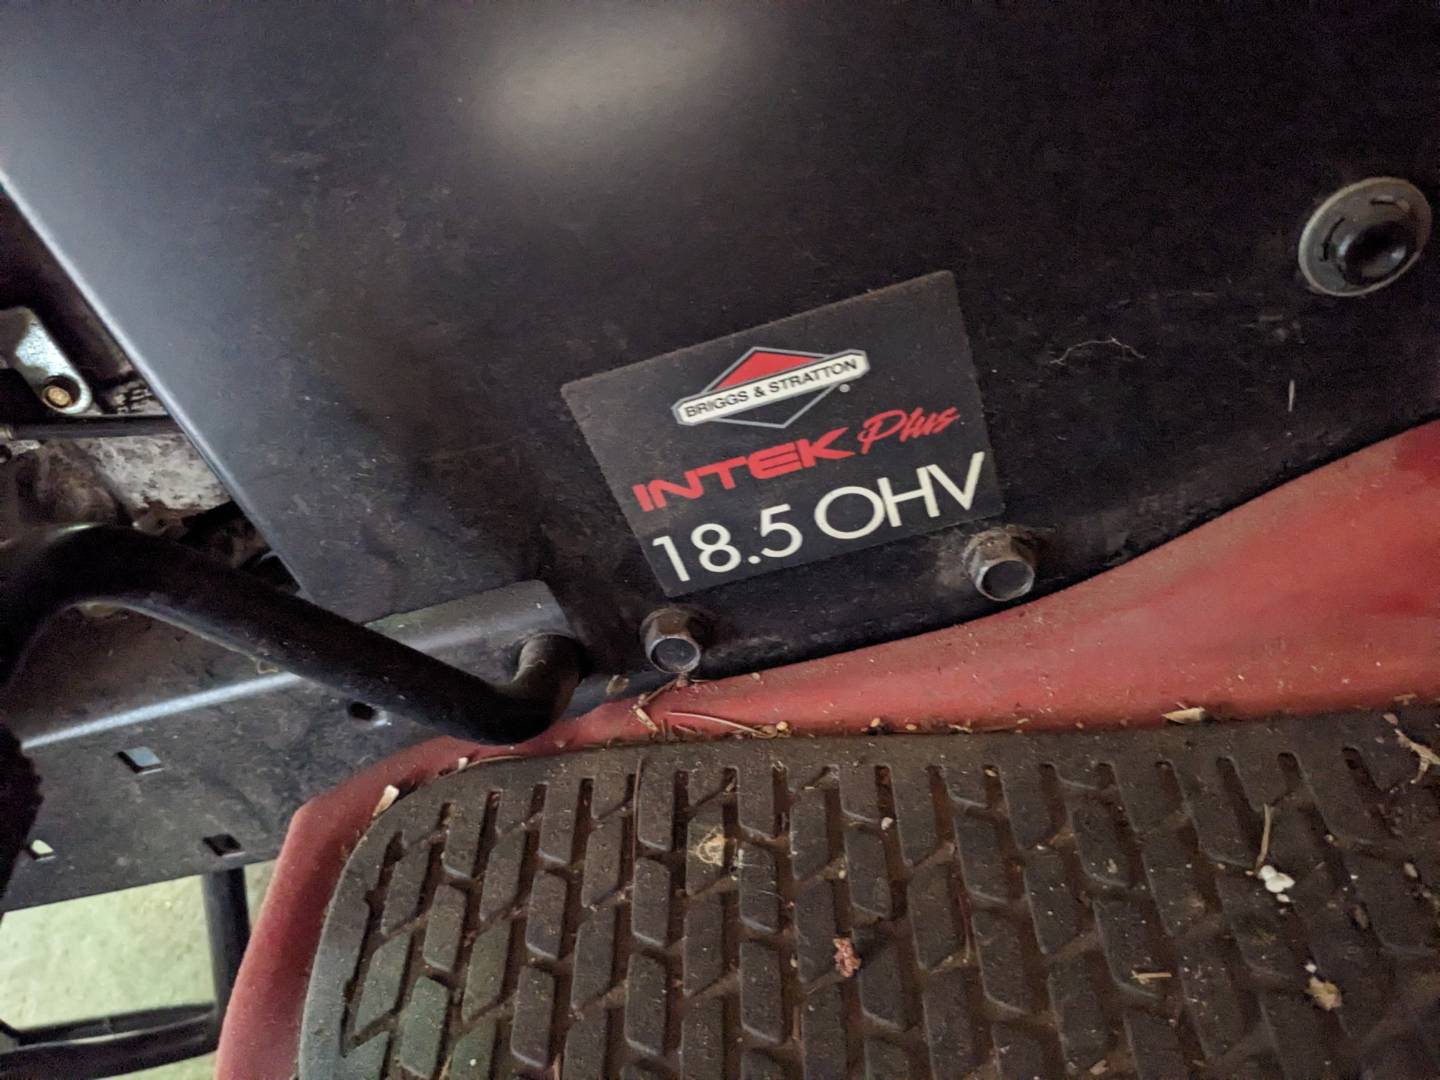 BRIGGS & STRATTON®
INTEK Plus
18.5 OHV